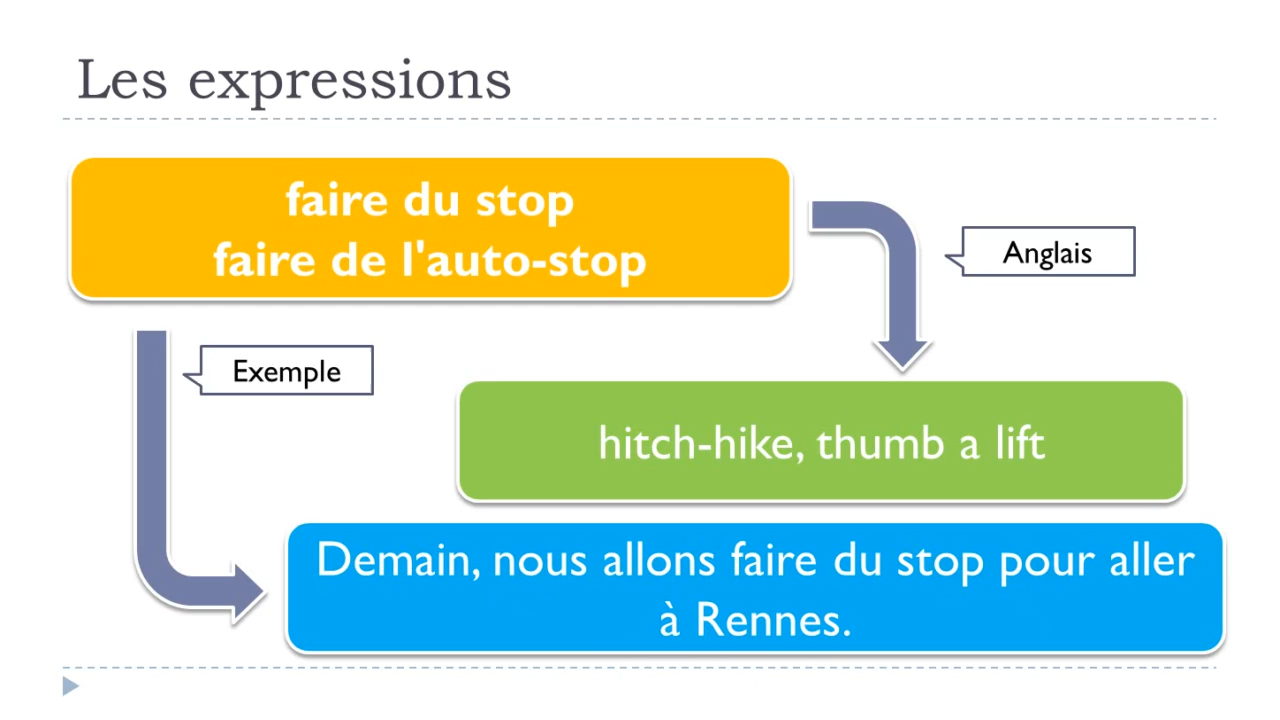 Les expressions
faire du stop
faire de l'auto-stop
Anglais
Exemple
hitch-hike, thumb a lift
Demain, nous allons faire du stop pour aller
à Rennes.